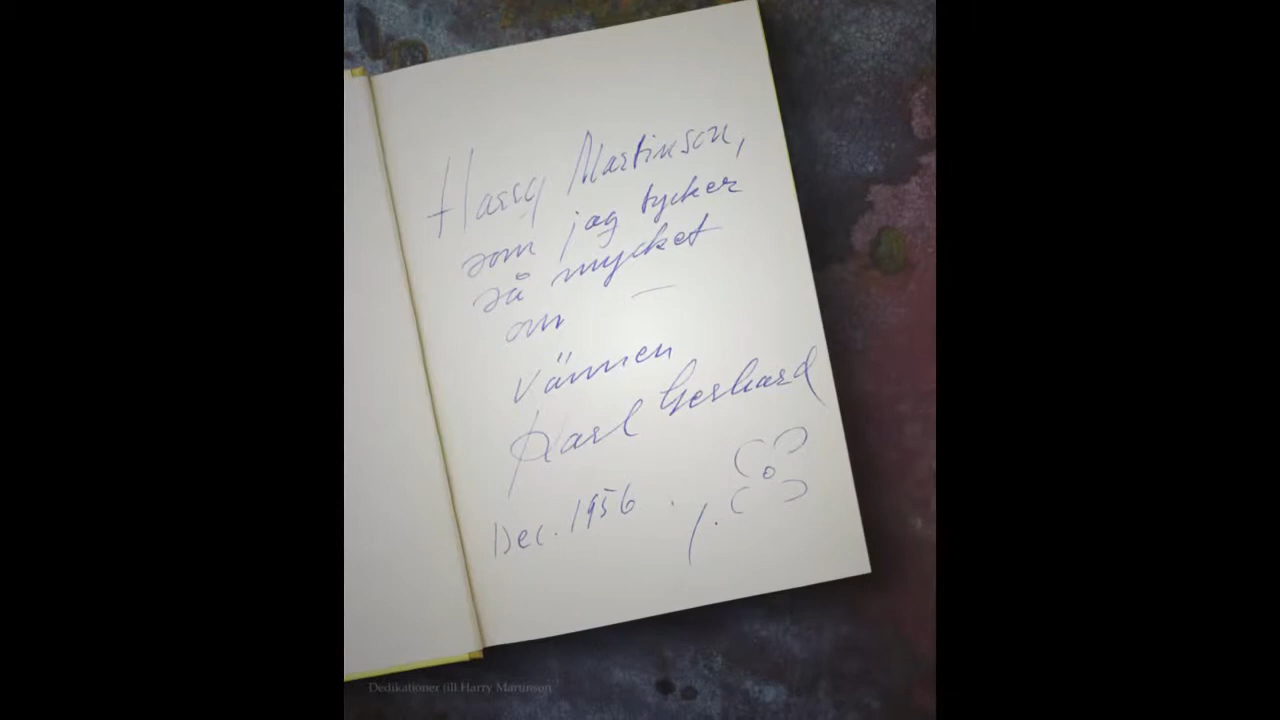 Harry Martinson,
som jag tycker
så mycket
om —
vännen
Karl Gerhard
Dec. 1956.
Dedikationer till Harry Martinson